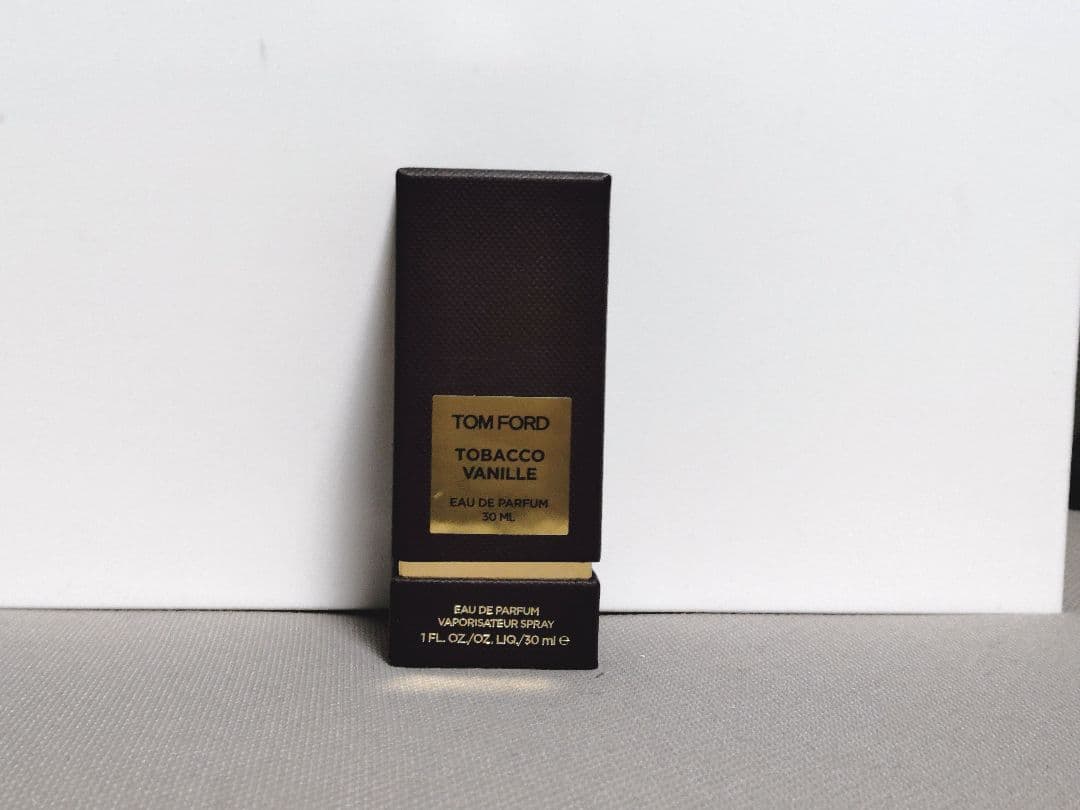 TOM FORD
TOBACCO
VANILLE
EAU DE PARFUM
30 ML
EAU DE PARFUM
VAPORISATEUR SPRAY
1 FL. OZ./OZ. LIQ./30 ml ℮